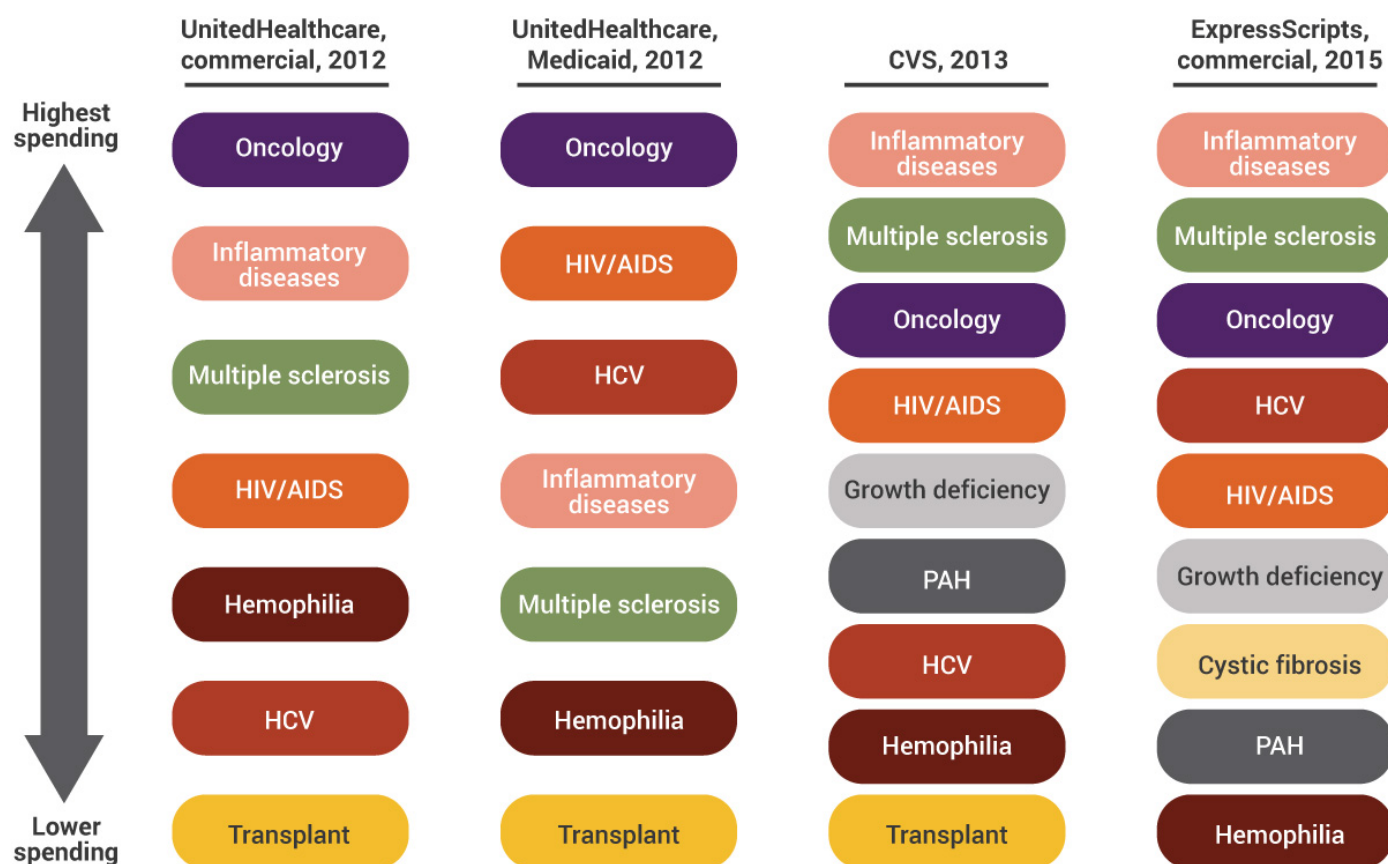 UnitedHealthcare,
commercial, 2012
UnitedHealthcare,
Medicaid, 2012
CVS, 2013
ExpressScripts,
commercial, 2015
Highest
spending
Lower
spending
Oncology
Inflammatory
diseases
Multiple sclerosis
HIV/AIDS
Hemophilia
HCV
Transplant
Oncology
HIV/AIDS
HCV
Inflammatory
diseases
Multiple sclerosis
Hemophilia
Transplant
Inflammatory
diseases
Multiple sclerosis
Oncology
HIV/AIDS
Growth deficiency
PAH
HCV
Hemophilia
Transplant
Inflammatory
diseases
Multiple sclerosis
Oncology
HCV
HIV/AIDS
Growth deficiency
Cystic fibrosis
PAH
Hemophilia